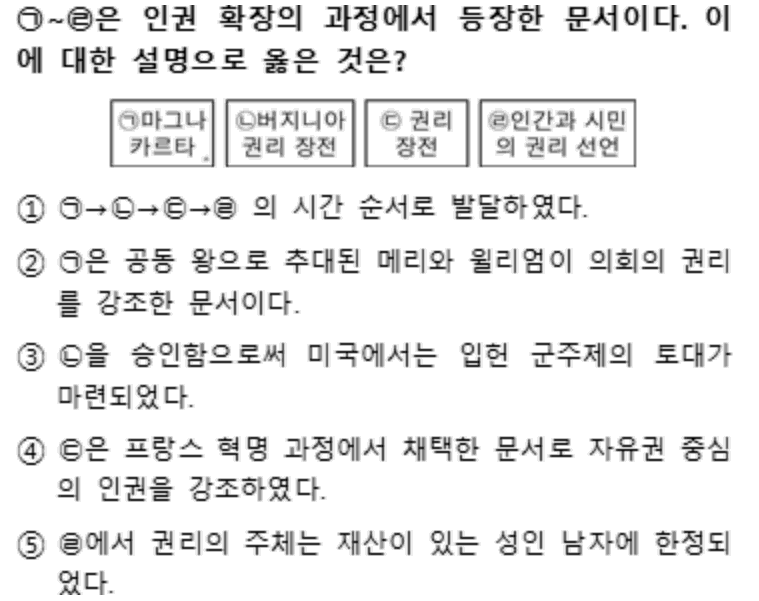 ㉠~㉣은 인권 확장의 과정에서 등장한 문서이다. 이
에 대한 설명으로 옳은 것은?
㉠마그나
카르타
㉡버지니아
권리 장전
㉢ 권리
장전
㉣인간과 시민
의 권리 선언
① ㉠→㉡→㉢→㉣ 의 시간 순서로 발달하였다.
② ㉠은 공동 왕으로 추대된 메리와 윌리엄이 의회의 권리
를 강조한 문서이다.
③ ㉡을 승인함으로써 미국에서는 입헌 군주제의 토대가
마련되었다.
④ ㉢은 프랑스 혁명 과정에서 채택한 문서로 자유권 중심
의 인권을 강조하였다.
⑤ ㉣에서 권리의 주체는 재산이 있는 성인 남자에 한정되
었다.